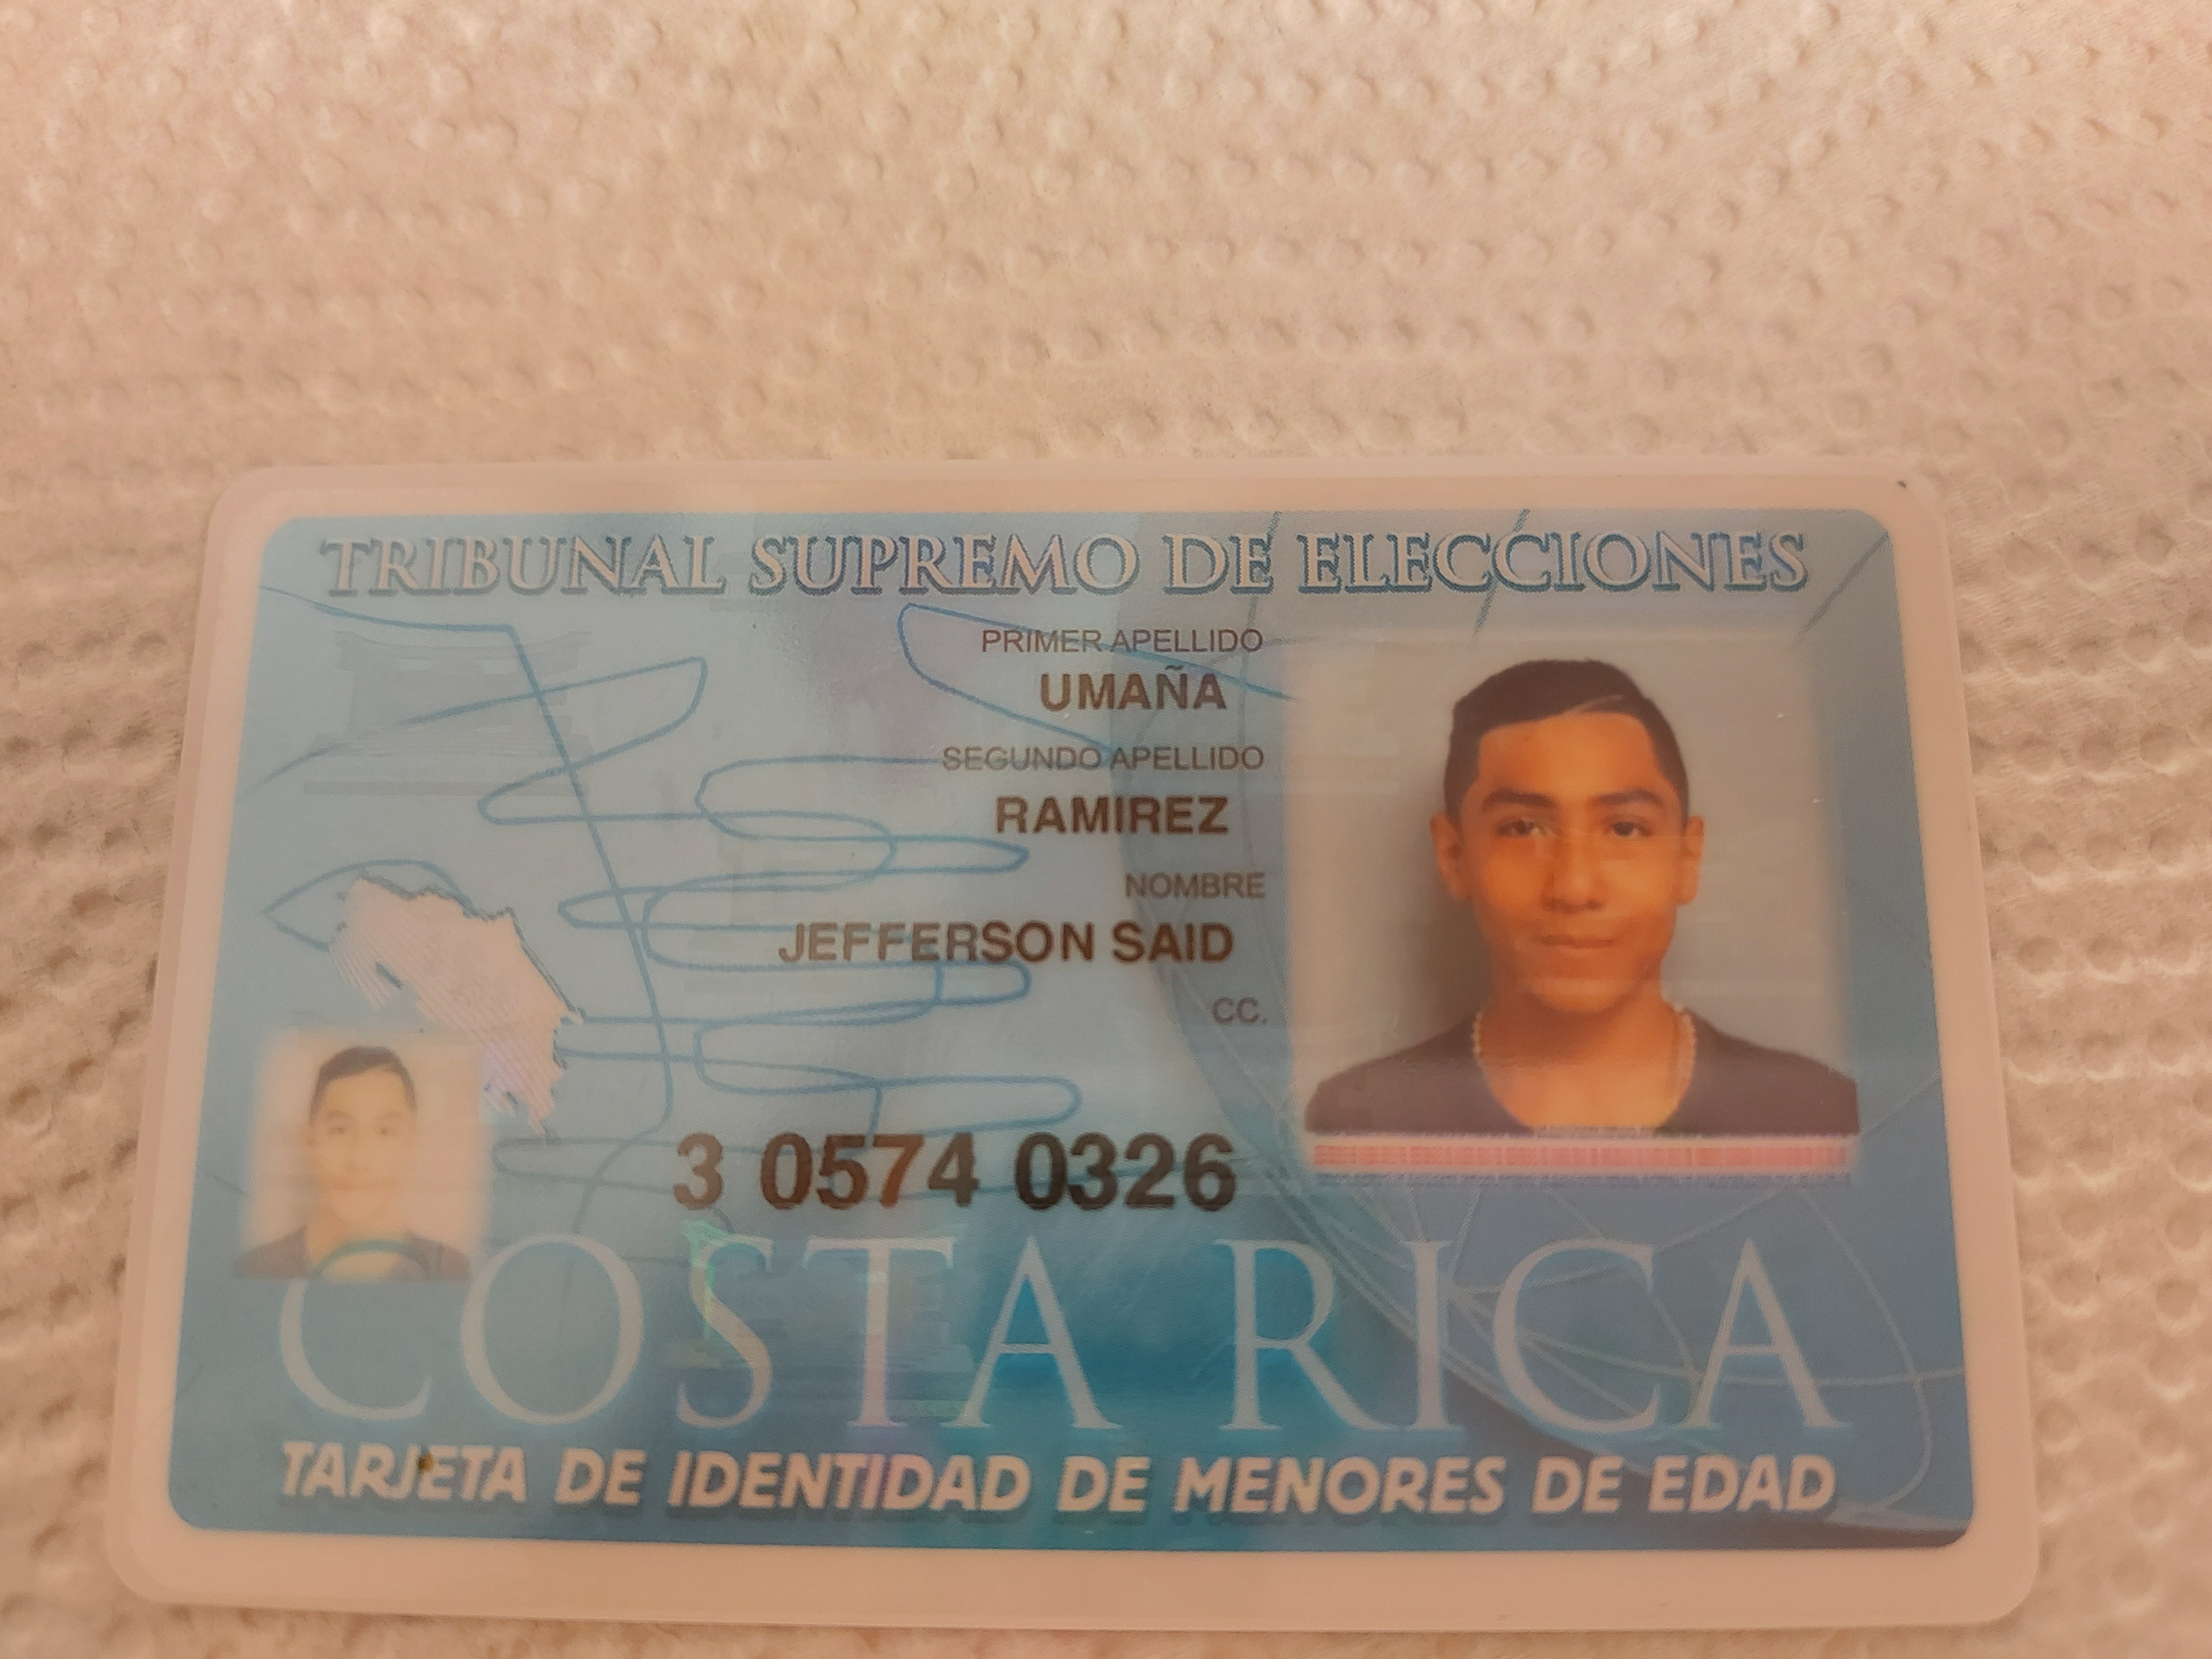 TARJETA DE IDENTIDAD DE MENORES DE EDAD
COSTA RICA
3 0574 0326
CC.
JEFFERSON SAID
NOMBRE
RAMIREZ
SEGUNDO APELLIDO
UMAÑA
PRIMER APELLIDO
TRIBUNAL SUPREMO DE ELECCIONES